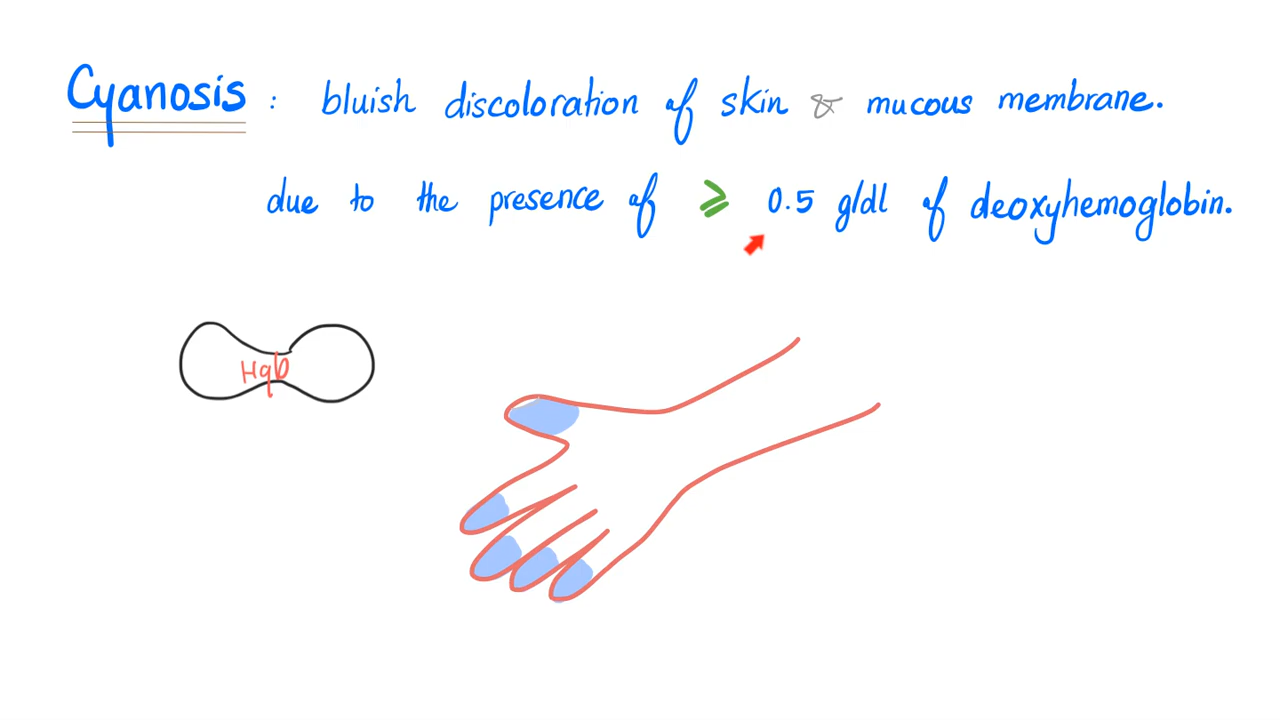 Cyanosis : bluish discoloration of skin & mucous membrane.
due to the presence of ≥ 0.5 g/dl of deoxyhemoglobin.
Hgb